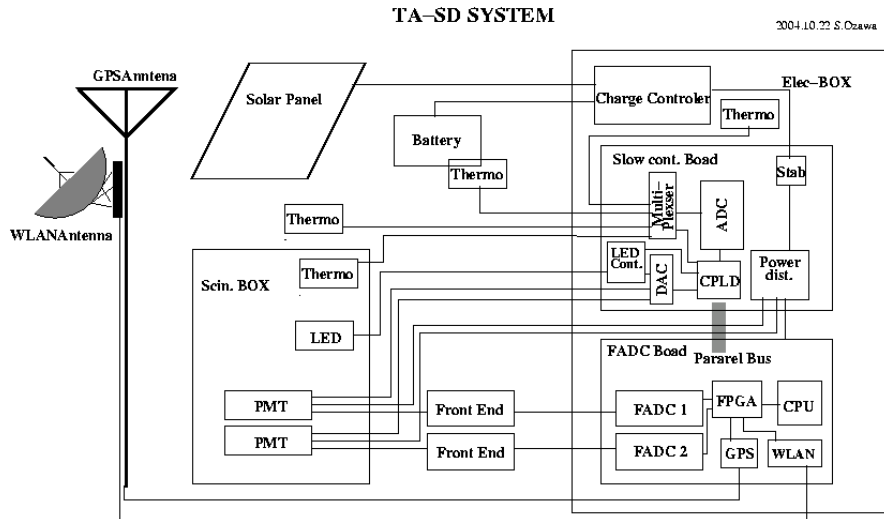 TA-SD SYSTEM
2004.10.22 S.Ozawa
GPSAmntena
Solar Panel
Charge Controler
Elec-BOX
Thermo
Battery
Slow cont. Boad
Thermo
Stab
Multi-
plexser
ADC
WLANAntenna
Thermo
Scin. BOX
Thermo
LED
Cont.
DAC
CPLD
Power
dist.
LED
FADC Boad
Pararel Bus
PMT
Front End
FADC 1
FPGA
CPU
PMT
Front End
FADC 2
GPS
WLAN